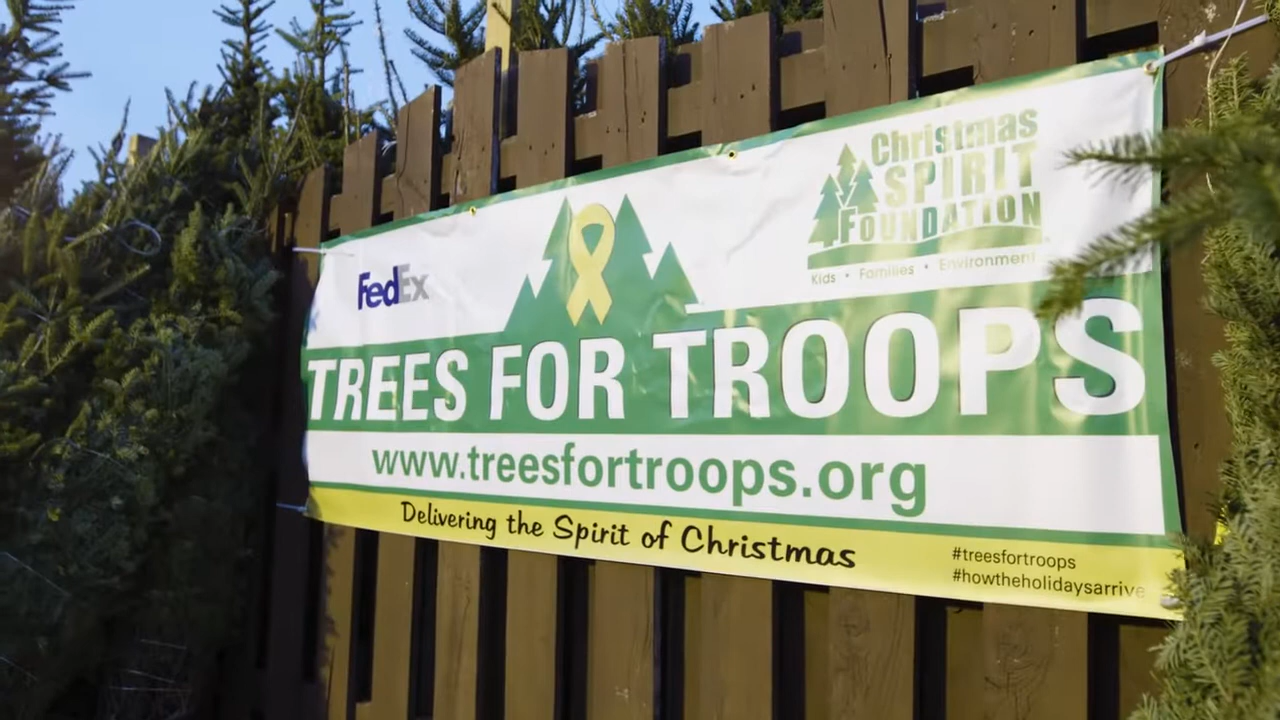 FedEx
Christmas
SPIRIT
FOUNDATION
Kids • Families • Environment
TREES FOR TROOPS
www.treesfortroops.org
Delivering the Spirit of Christmas
#treesfortroops
#howtheholidaysarrive